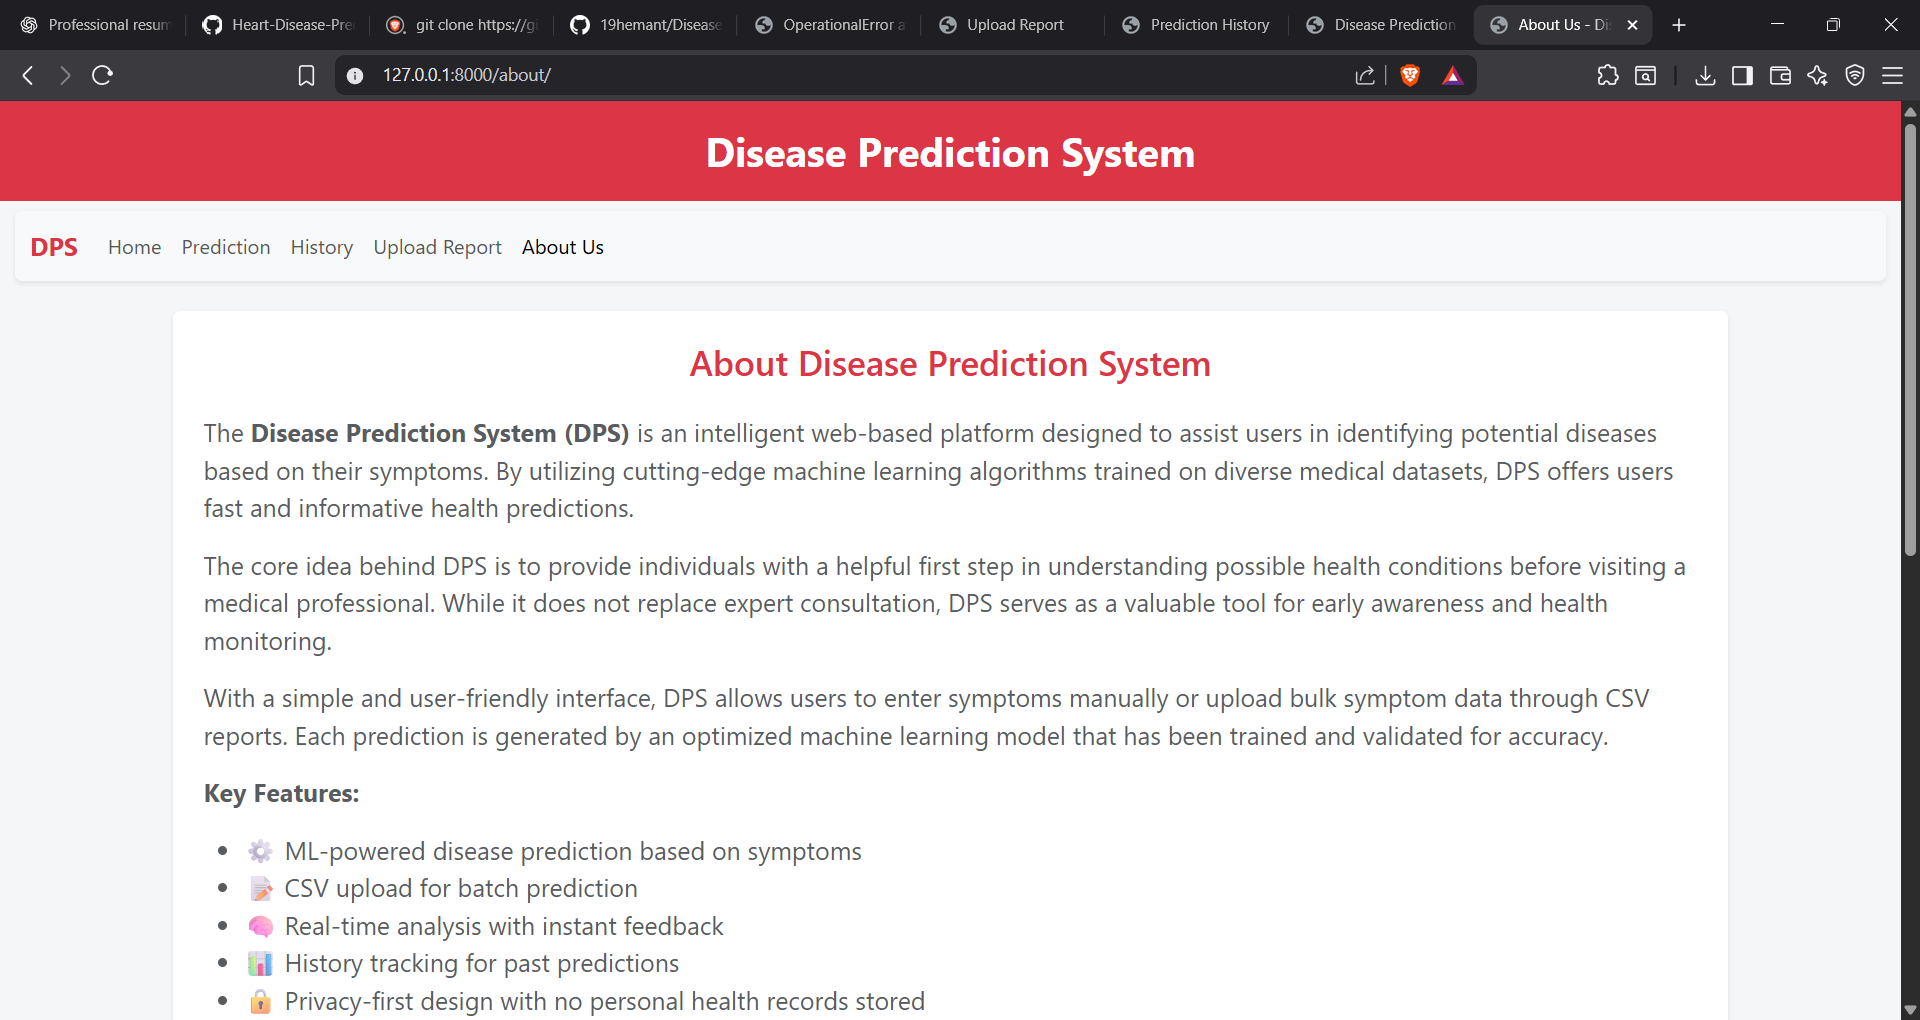 Professional resum
Heart-Disease-Pre
git clone https://gi
19hemant/Disease
OperationalError a
Upload Report
Prediction History
Disease Prediction
About Us - Di
127.0.0.1:8000/about/
Disease Prediction System
DPS Home Prediction History Upload Report About Us
About Disease Prediction System
The Disease Prediction System (DPS) is an intelligent web-based platform designed to assist users in identifying potential diseases
based on their symptoms. By utilizing cutting-edge machine learning algorithms trained on diverse medical datasets, DPS offers users
fast and informative health predictions.
The core idea behind DPS is to provide individuals with a helpful first step in understanding possible health conditions before visiting a
medical professional. While it does not replace expert consultation, DPS serves as a valuable tool for early awareness and health
monitoring.
With a simple and user-friendly interface, DPS allows users to enter symptoms manually or upload bulk symptom data through CSV
reports. Each prediction is generated by an optimized machine learning model that has been trained and validated for accuracy.
Key Features:
ML-powered disease prediction based on symptoms
CSV upload for batch prediction
Real-time analysis with instant feedback
History tracking for past predictions
Privacy-first design with no personal health records stored